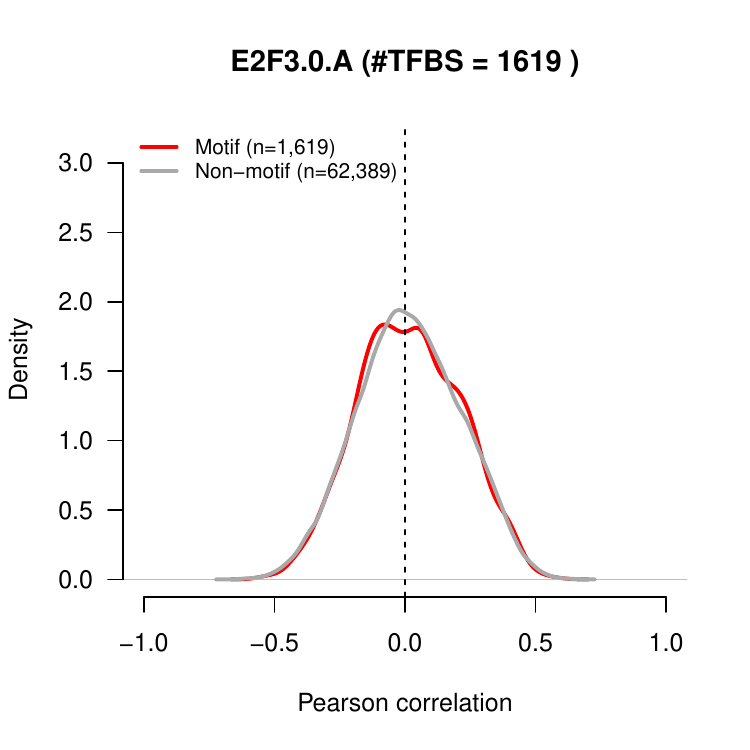 E2F3.0.A (#TFBS = 1619 )
Motif (n=1,619)
Non−motif (n=62,389)
Density
3.0
2.5
2.0
1.5
1.0
0.5
0.0
−1.0 −0.5 0.0 0.5 1.0
Pearson correlation